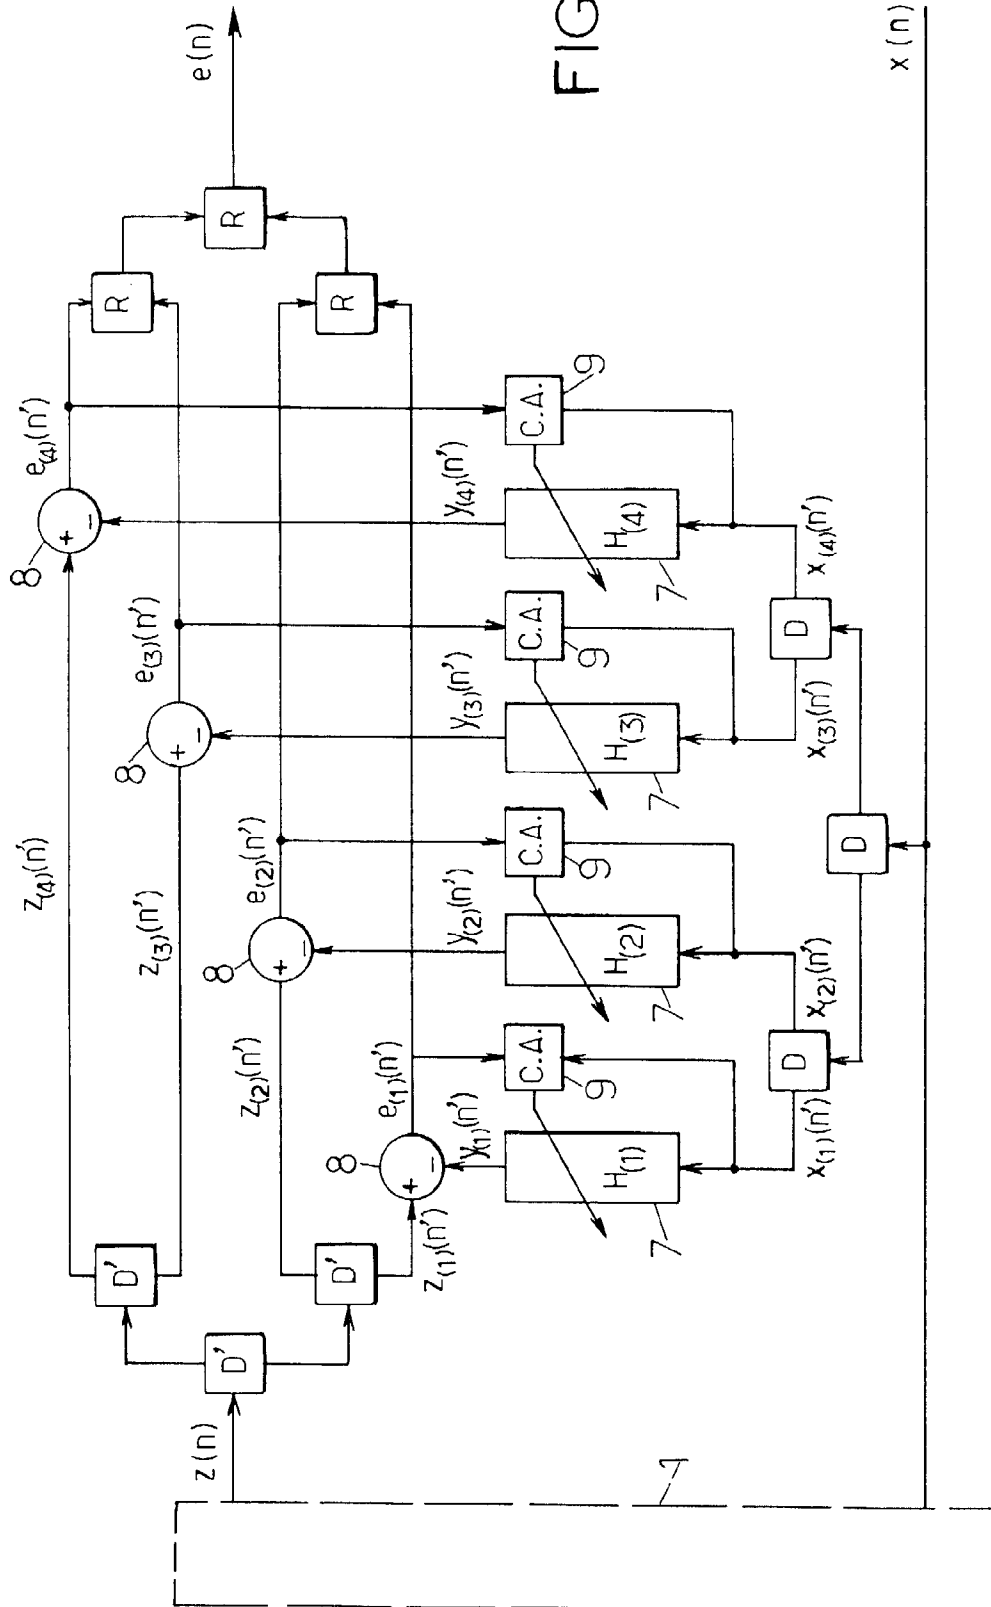 FIG
e(n)
x(n)
R
R
R
e(4)(n')
8
+
−
z(4)(n')
e(3)(n')
8
+
−
z(3)(n')
e(2)(n')
8
+
−
z(2)(n')
e(1)(n')
8
+
−
z(1)(n')
C.A.
9
y(4)(n')
H(4)
7
x(4)(n')
C.A.
9
y(3)(n')
H(3)
7
x(3)(n')
D
C.A.
9
y(2)(n')
H(2)
7
x(2)(n')
D
C.A.
9
y(1)(n')
H(1)
7
x(1)(n')
D
D'
D'
D'
z(n)
1